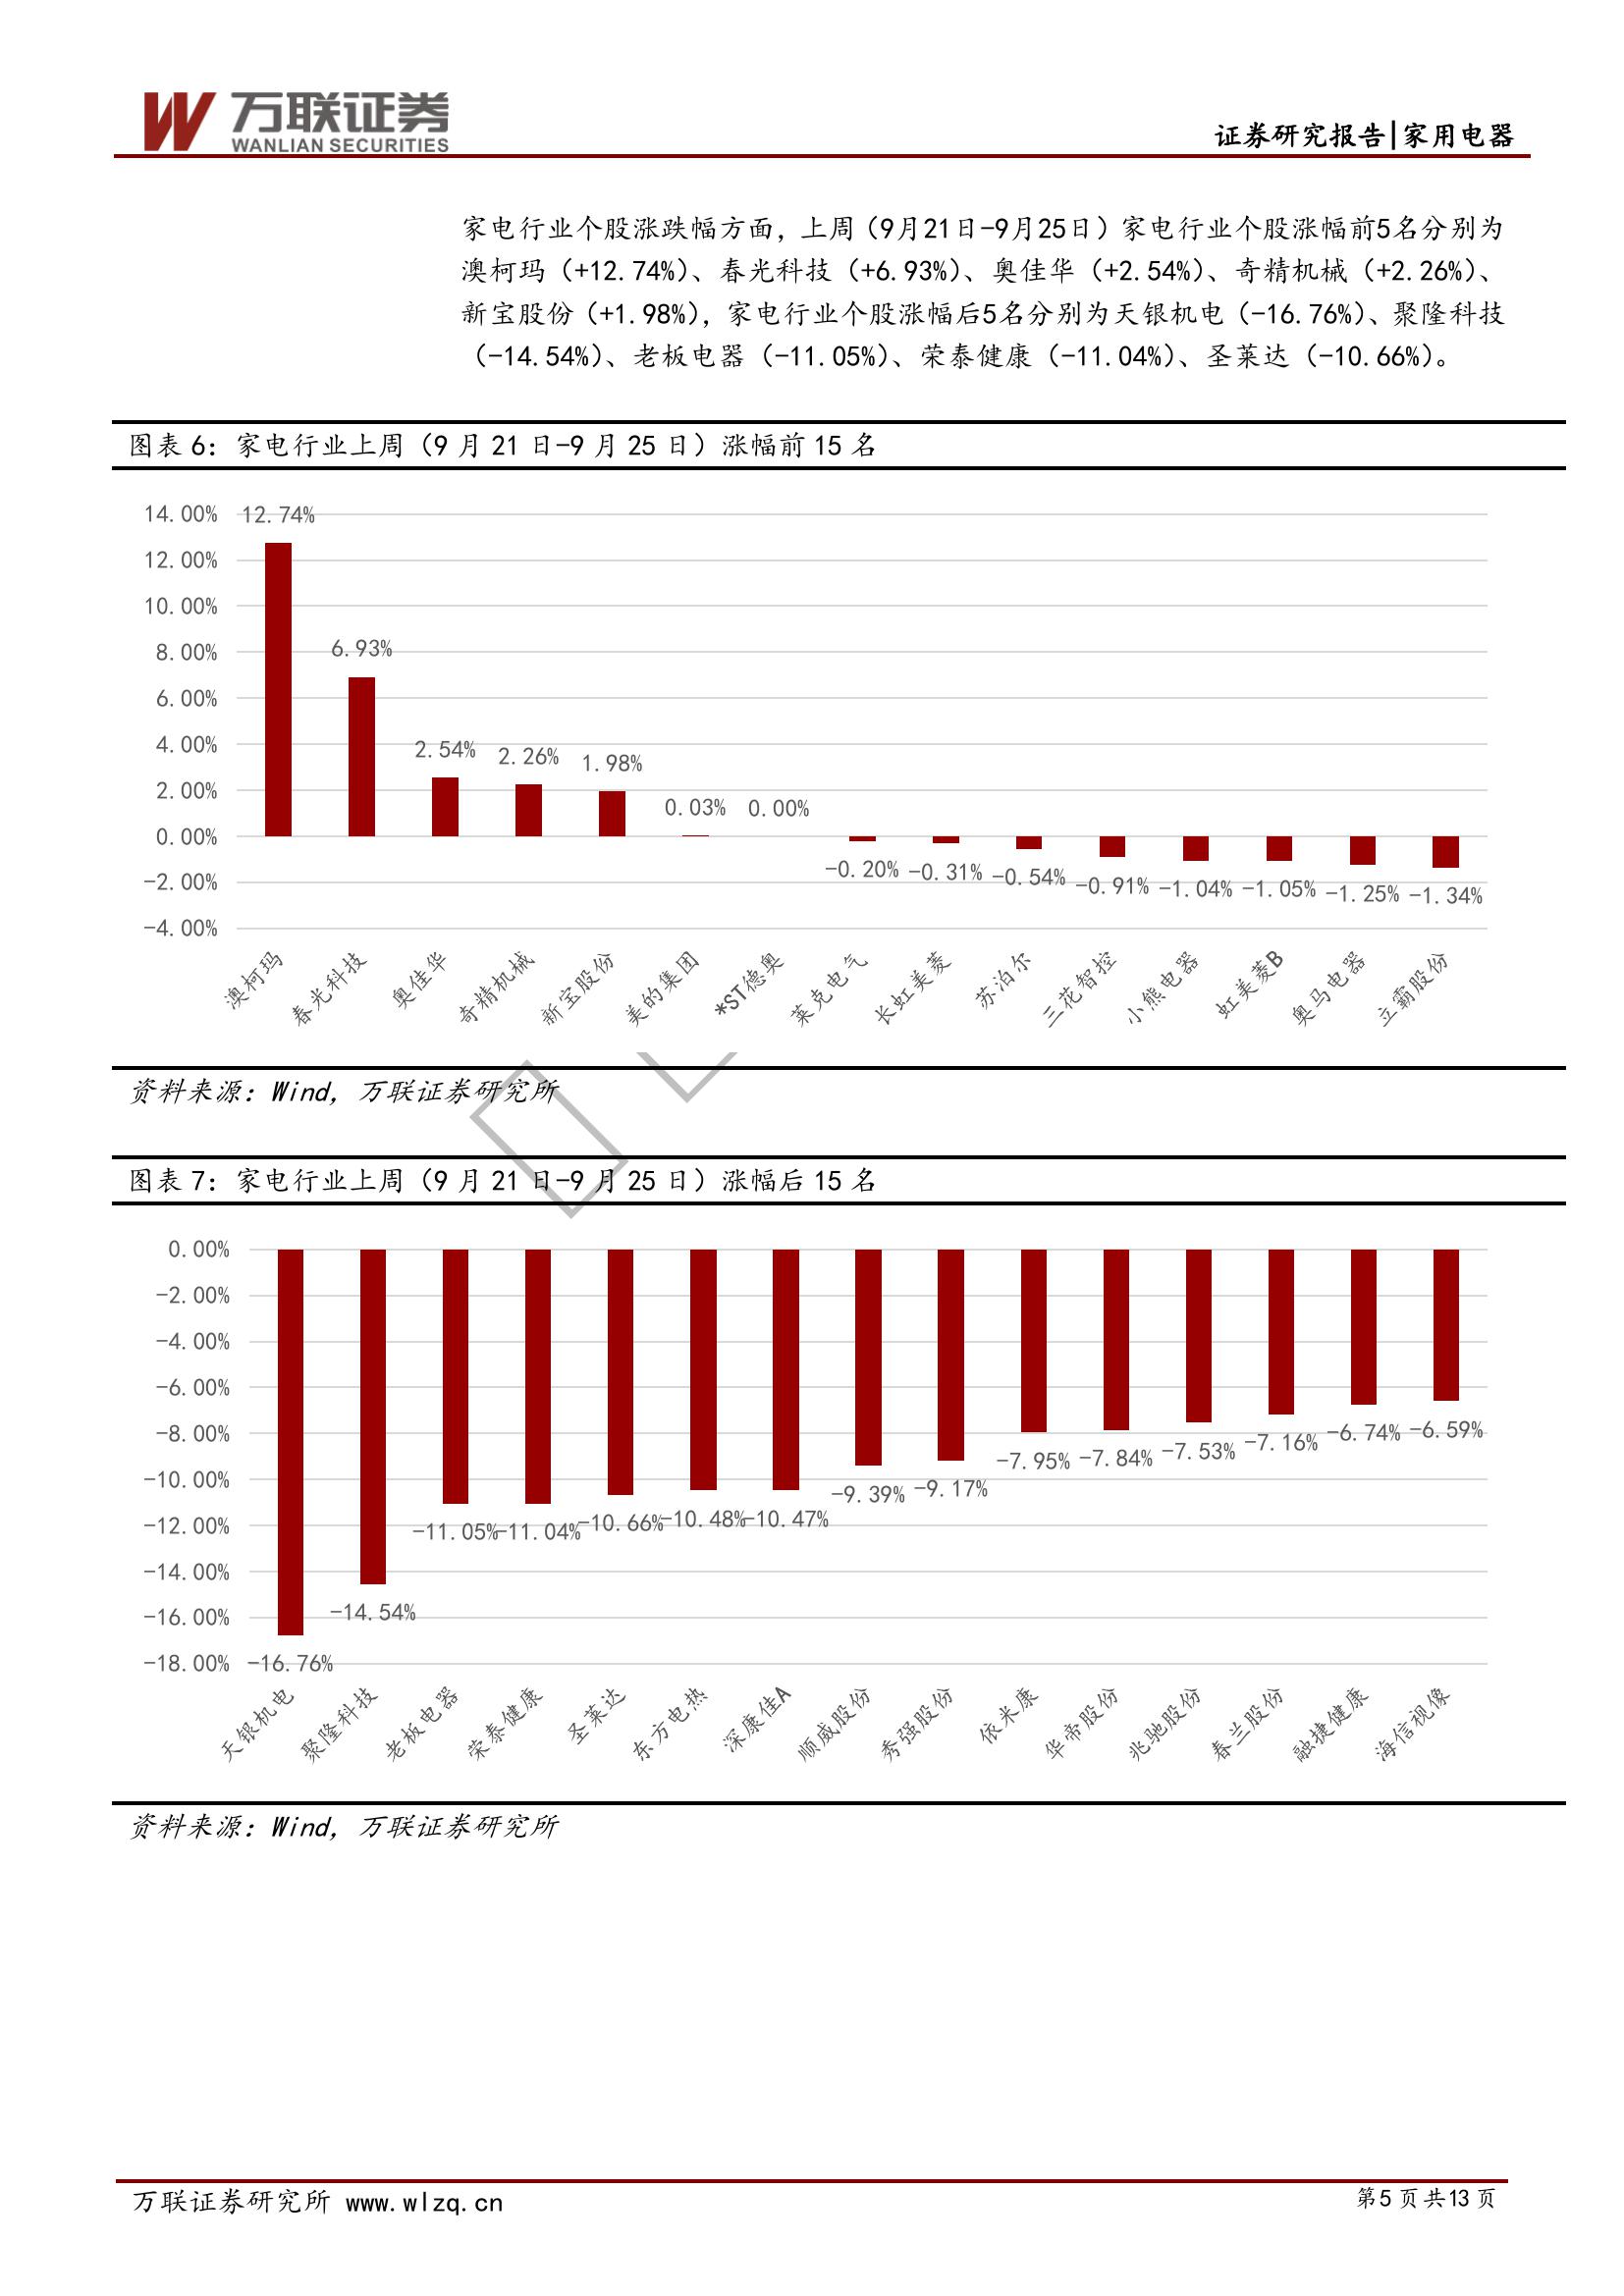 万联证券
WANLIAN SECURITIES
证券研究报告|家用电器
家电行业个股涨跌幅方面，上周（9月21日-9月25日）家电行业个股涨幅前5名分别为
澳柯玛（+12.74%）、春光科技（+6.93%）、奥佳华（+2.54%）、奇精机械（+2.26%）、
新宝股份（+1.98%），家电行业个股涨幅后5名分别为天银机电（-16.76%）、聚隆科技
（-14.54%）、老板电器（-11.05%）、荣泰健康（-11.04%）、圣莱达（-10.66%）。
图表 6：家电行业上周（9 月 21 日-9 月 25 日）涨幅前 15 名
14.00%
12.00%
10.00%
8.00%
6.00%
4.00%
2.00%
0.00%
-2.00%
-4.00%
12.74%
6.93%
2.54%
2.26%
1.98%
0.03%
0.00%
-0.20%
-0.31%
-0.54%
-0.91%
-1.04%
-1.05%
-1.25%
-1.34%
澳柯玛
春光科技
奥佳华
奇精机械
新宝股份
美的集团
*ST德奥
莱克电气
长虹美菱
苏泊尔
三花智控
小熊电器
虹美菱B
奥马电器
立霸股份
资料来源：Wind，万联证券研究所
图表 7：家电行业上周（9 月 21 日-9 月 25 日）涨幅后 15 名
0.00%
-2.00%
-4.00%
-6.00%
-8.00%
-10.00%
-12.00%
-14.00%
-16.00%
-18.00%
-16.76%
-14.54%
-11.05%
-11.04%
-10.66%
-10.48%
-10.47%
-9.39%
-9.17%
-7.95%
-7.84%
-7.53%
-7.16%
-6.74%
-6.59%
天银机电
聚隆科技
老板电器
荣泰健康
圣莱达
东方电热
深康佳A
顺威股份
秀强股份
依米康
华帝股份
兆驰股份
春兰股份
融捷健康
海信视像
资料来源：Wind，万联证券研究所
万联证券研究所 www.wlzq.cn
第5 页 共13 页